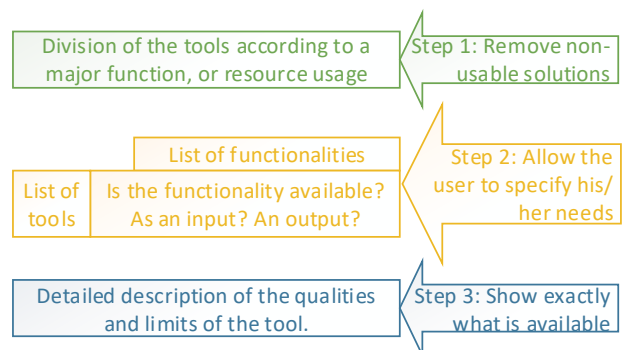 Division of the tools according to a
major function, or resource usage
Step 1: Remove non-
usable solutions
List of functionalities
List of
tools
Is the functionality available?
As an input? An output?
Step 2: Allow the
user to specify his/
her needs
Detailed description of the qualities
and limits of the tool.
Step 3: Show exactly
what is available